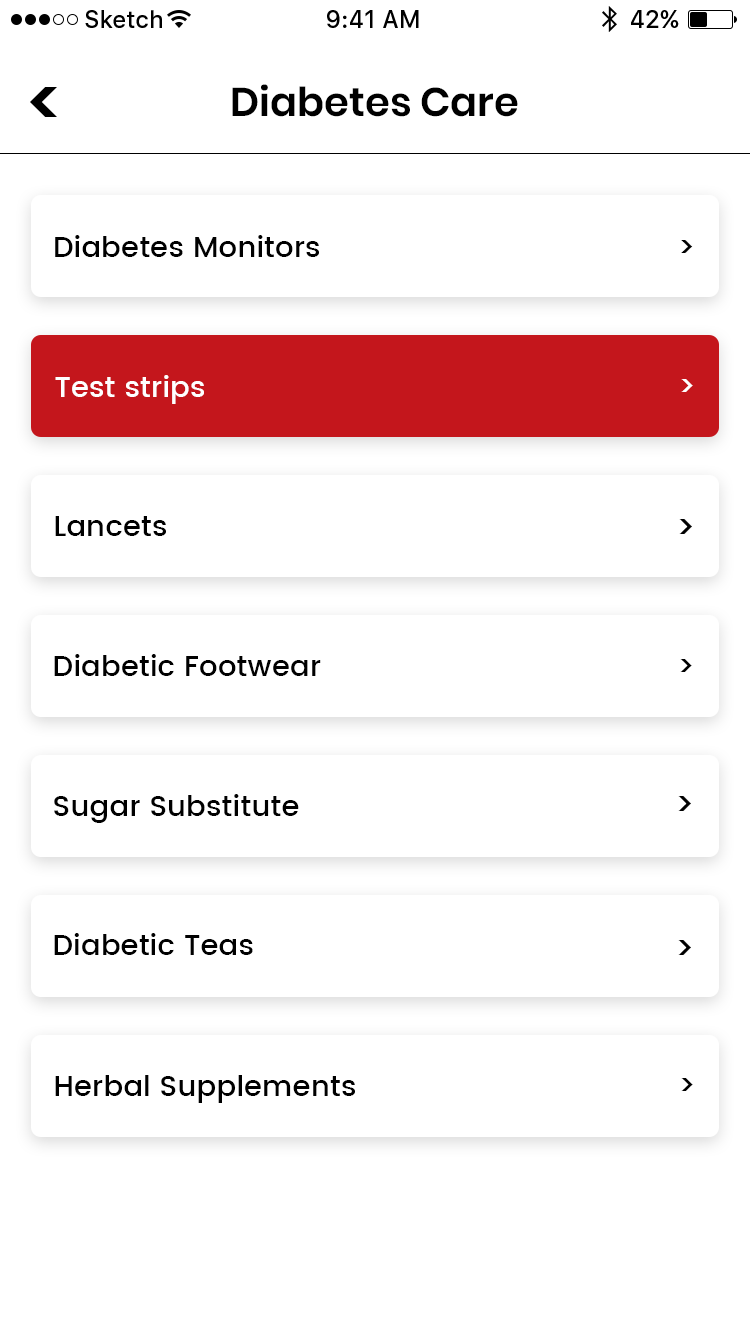 Sketch 9:41 AM 42%
Diabetes Care
Diabetes Monitors >
Test strips >
Lancets >
Diabetic Footwear >
Sugar Substitute >
Diabetic Teas >
Herbal Supplements >